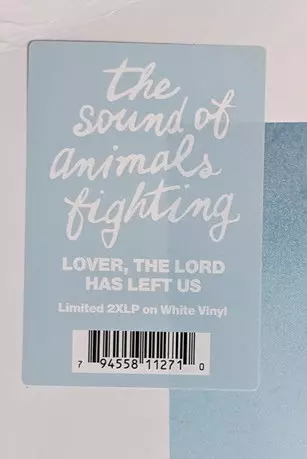 the
sound of
animals
fighting
LOVER, THE LORD
HAS LEFT US
Limited 2XLP on White Vinyl
7 94558 11271 0